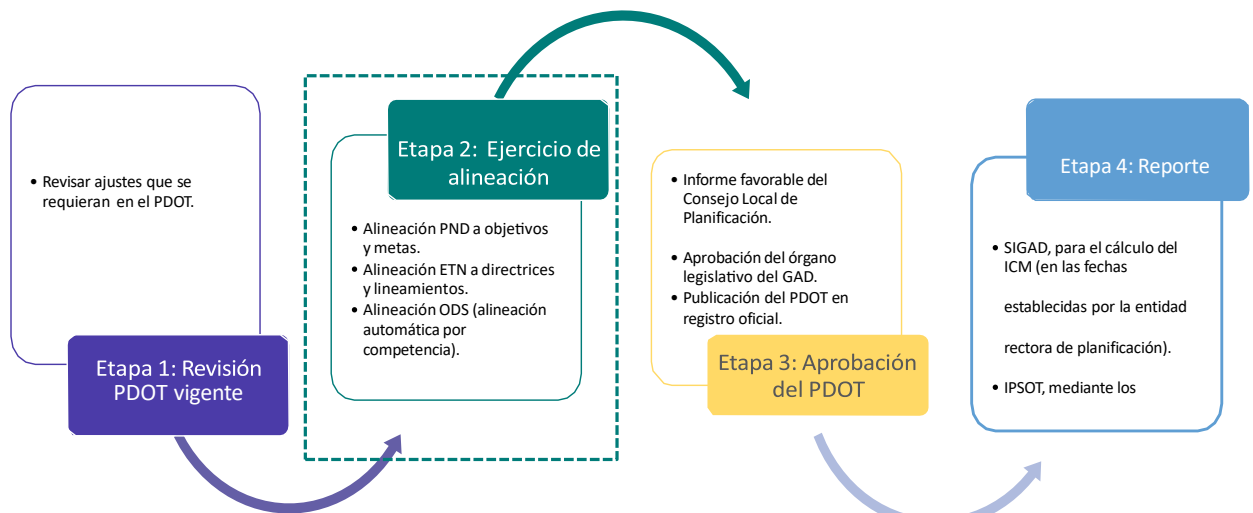 • Revisar ajustes que se
requieran en el PDOT.
Etapa 1: Revisión
PDOT vigente
Etapa 2: Ejercicio de
alineación
• Alineación PND a objetivos
y metas.
• Alineación ETN a directrices
y lineamientos.
• Alineación ODS (alineación
automática por
competencia).
• Informe favorable del
Consejo Local de
Planificación.
• Aprobación del órgano
legislativo del GAD.
• Publicación del PDOT en
registro oficial.
Etapa 3: Aprobación
del PDOT
Etapa 4: Reporte
• SIGAD, para el cálculo del
ICM (en las fechas
establecidas por la entidad
rectora de planificación).
• IPSOT, mediante los